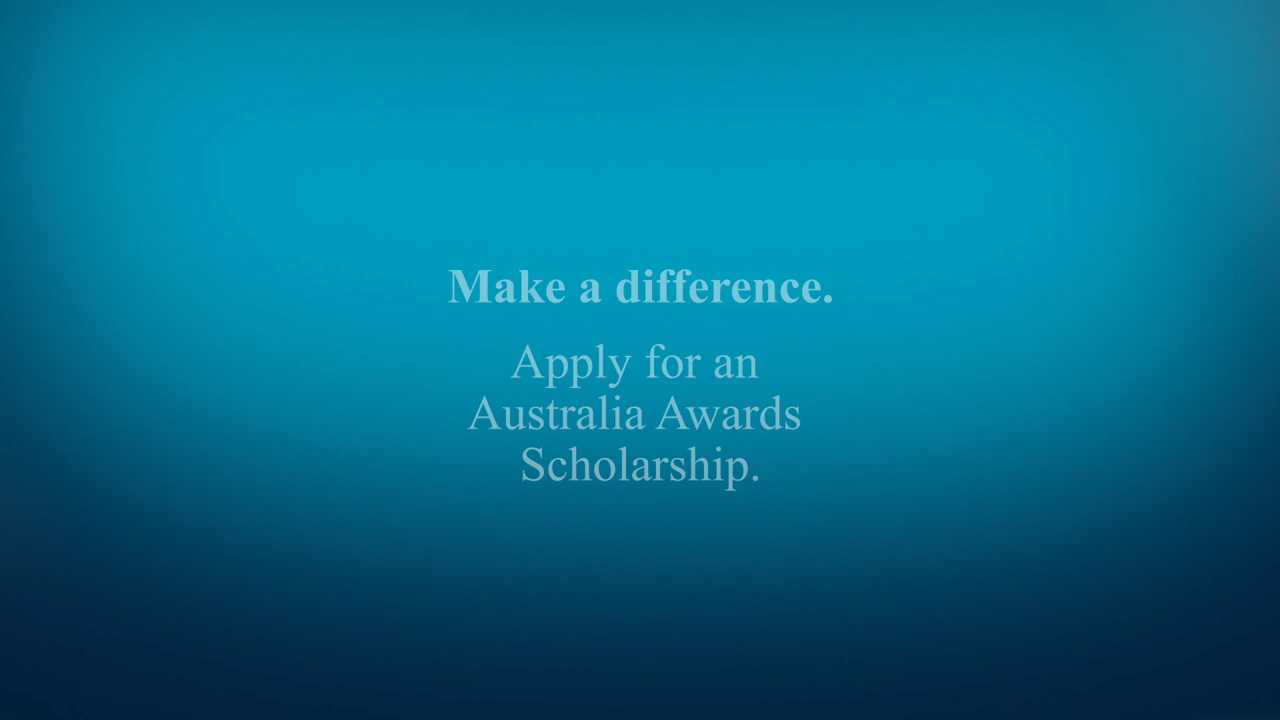 Make a difference.
Apply for an
Australia Awards
Scholarship.